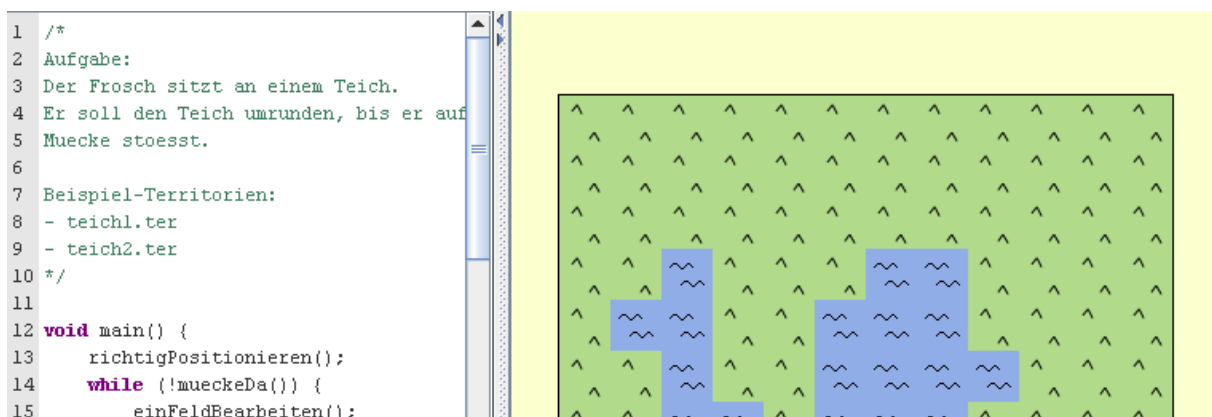 1 /*
2 Aufgabe:
3 Der Frosch sitzt an einem Teich.
4 Er soll den Teich umrunden, bis er auf
5 Muecke stoesst.
6
7 Beispiel-Territorien:
8 - teich1.ter
9 - teich2.ter
10 */
11
12 void main() {
13 richtigPositionieren();
14 while (!mueckeDa()) {
15 einFeldBearbeiten();